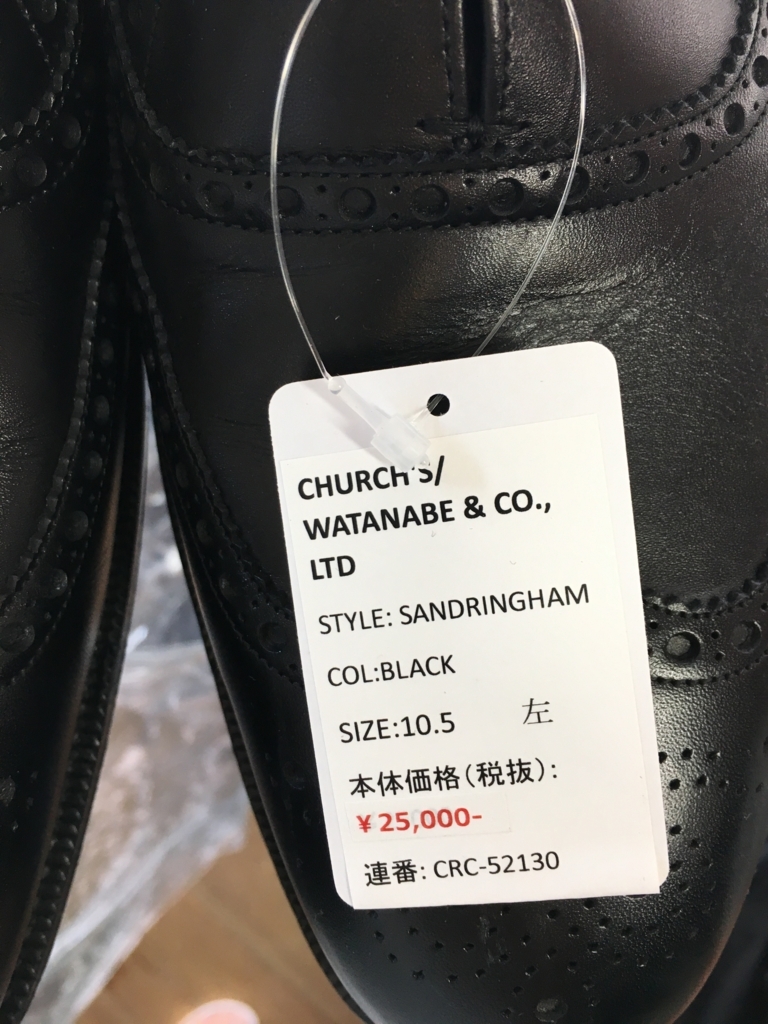 CHURCH'S/
WATANABE & CO.,
LTD
STYLE: SANDRINGHAM
COL:BLACK
SIZE:10.5 左
本体価格(税抜):
¥25,000-
連番: CRC-52130